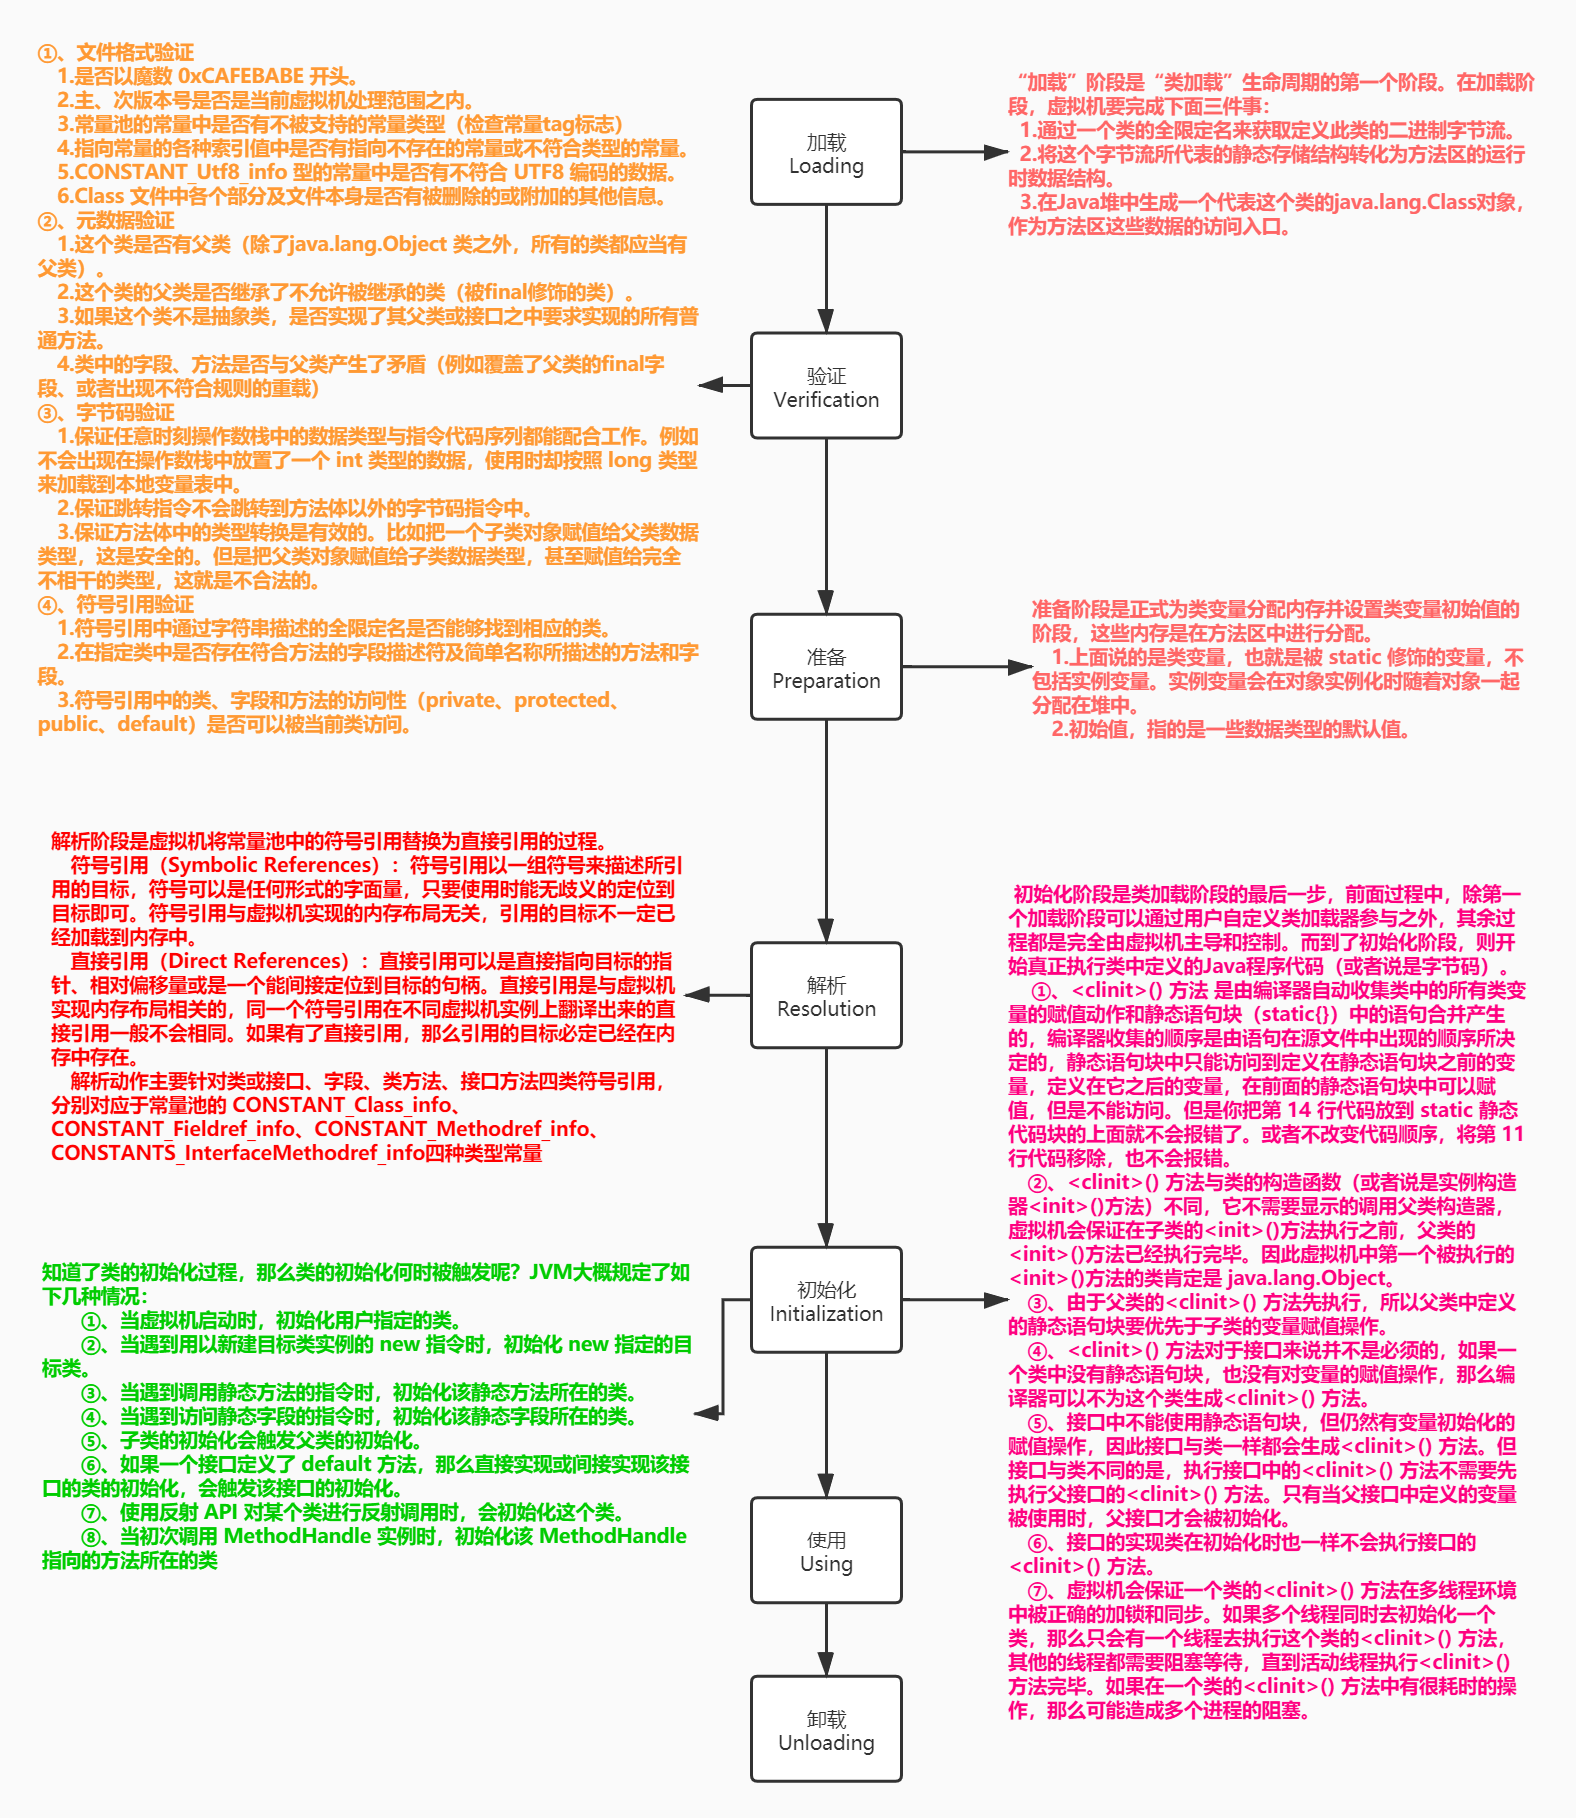 ①、文件格式验证
1.是否以魔数 0xCAFEBABE 开头。
2.主、次版本号是否是当前虚拟机处理范围之内。
3.常量池的常量中是否有不被支持的常量类型（检查常量tag标志）
4.指向常量的各种索引值中是否有指向不存在的常量或不符合类型的常量。
5.CONSTANT_Utf8_info 型的常量中是否有不符合 UTF8 编码的数据。
6.Class 文件中各个部分及文件本身是否有被删除的或附加的其他信息。
②、元数据验证
1.这个类是否有父类（除了java.lang.Object 类之外，所有的类都应当有
父类）。
2.这个类的父类是否继承了不允许被继承的类（被final修饰的类）。
3.如果这个类不是抽象类，是否实现了其父类或接口之中要求实现的所有普
通方法。
4.类中的字段、方法是否与父类产生了矛盾（例如覆盖了父类的final字
段、或者出现不符合规则的重载）
③、字节码验证
1.保证任意时刻操作数栈中的数据类型与指令代码序列都能配合工作。例如
不会出现在操作数栈中放置了一个 int 类型的数据，使用时却按照 long 类型
来加载到本地变量表中。
2.保证跳转指令不会跳转到方法体以外的字节码指令中。
3.保证方法体中的类型转换是有效的。比如把一个子类对象赋值给父类数据
类型，这是安全的。但是把父类对象赋值给子类数据类型，甚至赋值给完全
不相干的类型，这就是不合法的。
④、符号引用验证
1.符号引用中通过字符串描述的全限定名是否能够找到相应的类。
2.在指定类中是否存在符合方法的字段描述符及简单名称所描述的方法和字
段。
3.符号引用中的类、字段和方法的访问性（private、protected、
public、default）是否可以被当前类访问。
加载
Loading
“加载”阶段是“类加载”生命周期的第一个阶段。在加载阶
段，虚拟机要完成下面三件事：
1.通过一个类的全限定名来获取定义此类的二进制字节流。
2.将这个字节流所代表的静态存储结构转化为方法区的运行
时数据结构。
3.在Java堆中生成一个代表这个类的java.lang.Class对象，
作为方法区这些数据的访问入口。
验证
Verification
准备
Preparation
准备阶段是正式为类变量分配内存并设置类变量初始值的
阶段，这些内存是在方法区中进行分配。
1.上面说的是类变量，也就是被 static 修饰的变量，不
包括实例变量。实例变量会在对象实例化时随着对象一起
分配在堆中。
2.初始值，指的是一些数据类型的默认值。
解析阶段是虚拟机将常量池中的符号引用替换为直接引用的过程。
符号引用（Symbolic References）：符号引用以一组符号来描述所引
用的目标，符号可以是任何形式的字面量，只要使用时能无歧义的定位到
目标即可。符号引用与虚拟机实现的内存布局无关，引用的目标不一定已
经加载到内存中。
直接引用（Direct References）：直接引用可以是直接指向目标的指
针、相对偏移量或是一个能间接定位到目标的句柄。直接引用是与虚拟机
实现内存布局相关的，同一个符号引用在不同虚拟机实例上翻译出来的直
接引用一般不会相同。如果有了直接引用，那么引用的目标必定已经在内
存中存在。
解析动作主要针对类或接口、字段、类方法、接口方法四类符号引用，
分别对应于常量池的 CONSTANT_Class_info、
CONSTANT_Fieldref_info、CONSTANT_Methodref_info、
CONSTANTS_InterfaceMethodref_info四种类型常量
解析
Resolution
初始化阶段是类加载阶段的最后一步，前面过程中，除第一
个加载阶段可以通过用户自定义类加载器参与之外，其余过
程都是完全由虚拟机主导和控制。而到了初始化阶段，则开
始真正执行类中定义的Java程序代码（或者说是字节码）。
①、<clinit>() 方法 是由编译器自动收集类中的所有类变
量的赋值动作和静态语句块（static{}）中的语句合并产生
的，编译器收集的顺序是由语句在源文件中出现的顺序所决
定的，静态语句块中只能访问到定义在静态语句块之前的变
量，定义在它之后的变量，在前面的静态语句块中可以赋
值，但是不能访问。但是你把第 14 行代码放到 static 静态
代码块的上面就不会报错了。或者不改变代码顺序，将第 11
行代码移除，也不会报错。
②、<clinit>() 方法与类的构造函数（或者说是实例构造
器<init>()方法）不同，它不需要显示的调用父类构造器，
虚拟机会保证在子类的<init>()方法执行之前，父类的
<init>()方法已经执行完毕。因此虚拟机中第一个被执行的
<init>()方法的类肯定是 java.lang.Object。
③、由于父类的<clinit>() 方法先执行，所以父类中定义
的静态语句块要优先于子类的变量赋值操作。
④、<clinit>() 方法对于接口来说并不是必须的，如果一
个类中没有静态语句块，也没有对变量的赋值操作，那么编
译器可以不为这个类生成<clinit>() 方法。
⑤、接口中不能使用静态语句块，但仍然有变量初始化的
赋值操作，因此接口与类一样都会生成<clinit>() 方法。但
接口与类不同的是，执行接口中的<clinit>() 方法不需要先
执行父接口的<clinit>() 方法。只有当父接口中定义的变量
被使用时，父接口才会被初始化。
⑥、接口的实现类在初始化时也一样不会执行接口的
<clinit>() 方法。
⑦、虚拟机会保证一个类的<clinit>() 方法在多线程环境
中被正确的加锁和同步。如果多个线程同时去初始化一个
类，那么只会有一个线程去执行这个类的<clinit>() 方法，
其他的线程都需要阻塞等待，直到活动线程执行<clinit>()
方法完毕。如果在一个类的<clinit>() 方法中有很耗时的操
作，那么可能造成多个进程的阻塞。
初始化
Initialization
知道了类的初始化过程，那么类的初始化何时被触发呢？JVM大概规定了如
下几种情况：
①、当虚拟机启动时，初始化用户指定的类。
②、当遇到用以新建目标类实例的 new 指令时，初始化 new 指定的目
标类。
③、当遇到调用静态方法的指令时，初始化该静态方法所在的类。
④、当遇到访问静态字段的指令时，初始化该静态字段所在的类。
⑤、子类的初始化会触发父类的初始化。
⑥、如果一个接口定义了 default 方法，那么直接实现或间接实现该接
口的类的初始化，会触发该接口的初始化。
⑦、使用反射 API 对某个类进行反射调用时，会初始化这个类。
⑧、当初次调用 MethodHandle 实例时，初始化该 MethodHandle
指向的方法所在的类
使用
Using
卸载
Unloading